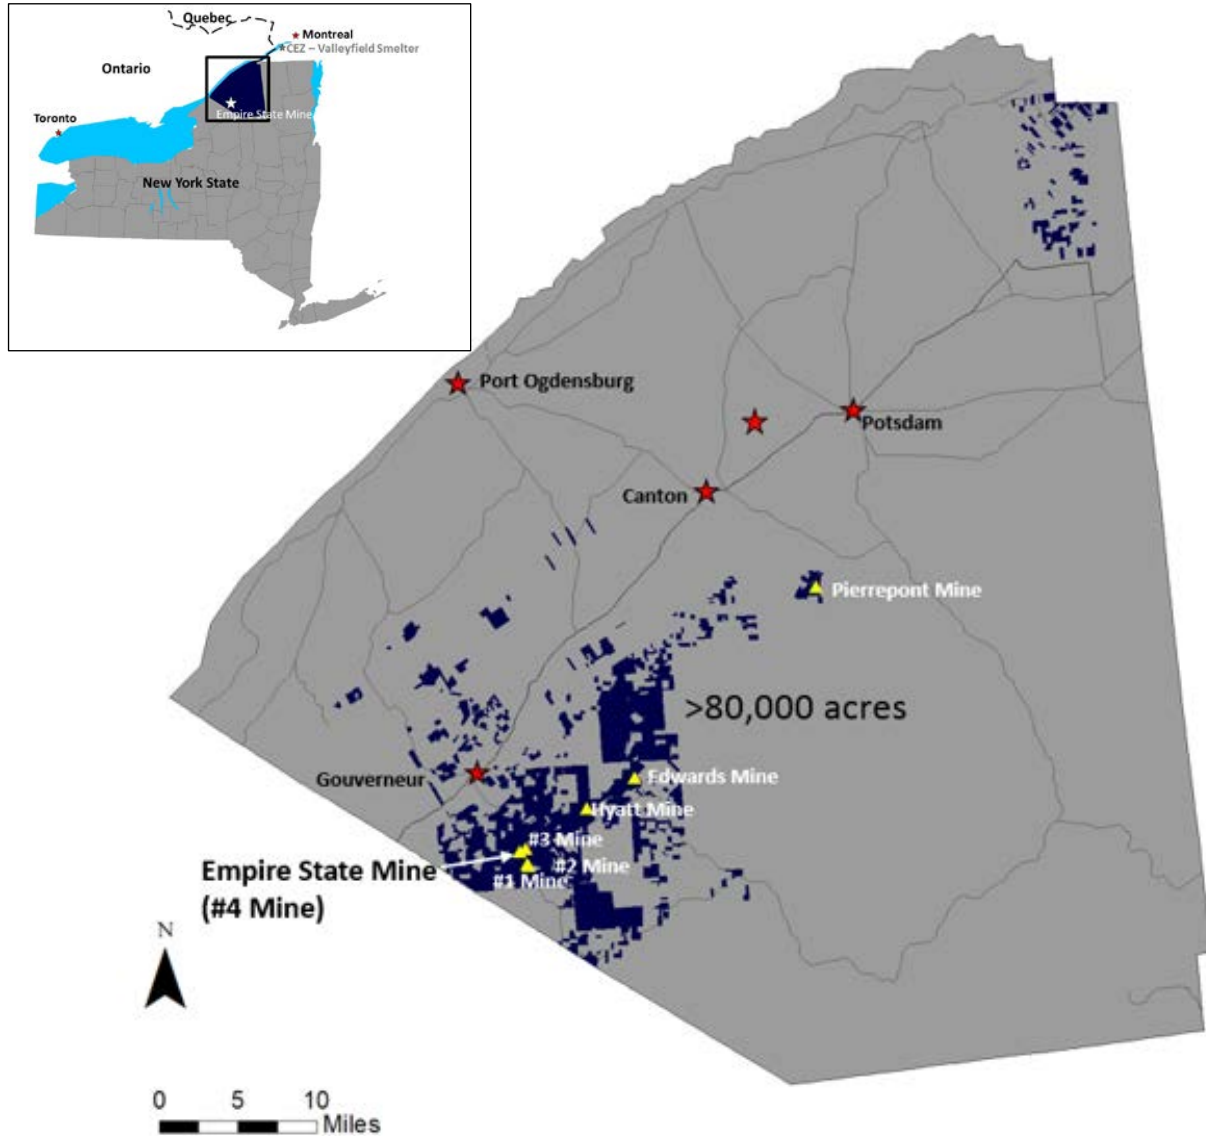 Quebec
Montreal
CEZ – Valleyfield Smelter
Ontario
Empire State Mine
Toronto
New York State
Port Ogdensburg
Potsdam
Canton
Pierrepont Mine
>80,000 acres
Gouverneur
Edwards Mine
Hyatt Mine
#3 Mine
#2 Mine
#1 Mine
Empire State Mine
(#4 Mine)
N
0 5 10
Miles